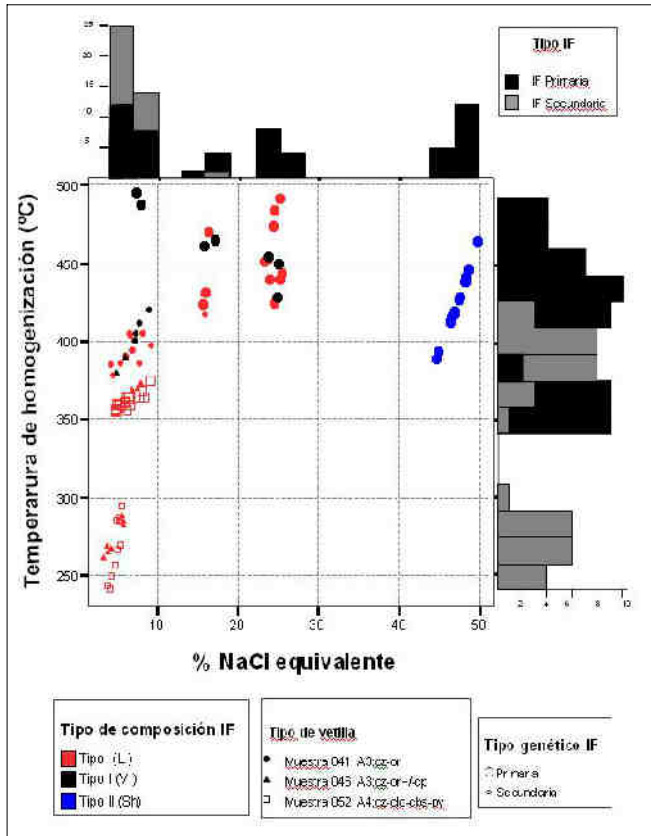 25
20
15
10
5
Tipo IF
IF Primaria
IF Secundaria
Temperarura de homogenización (ºC)
500
450
400
350
300
250
10 20 30 40 50
2 4 6 8 10
% NaCl equivalente
Tipo de composición IF
Tipo I (L)
Tipo I (V)
Tipo II (Sh)
Tipo de vetilla
Muestra 041 A3:cz-or
Muestra 046 A3:cz-or-/-cp
Muestra 052 A4:cz-clc-cbs-py
Tipo genético IF
Primaria
Secundaria